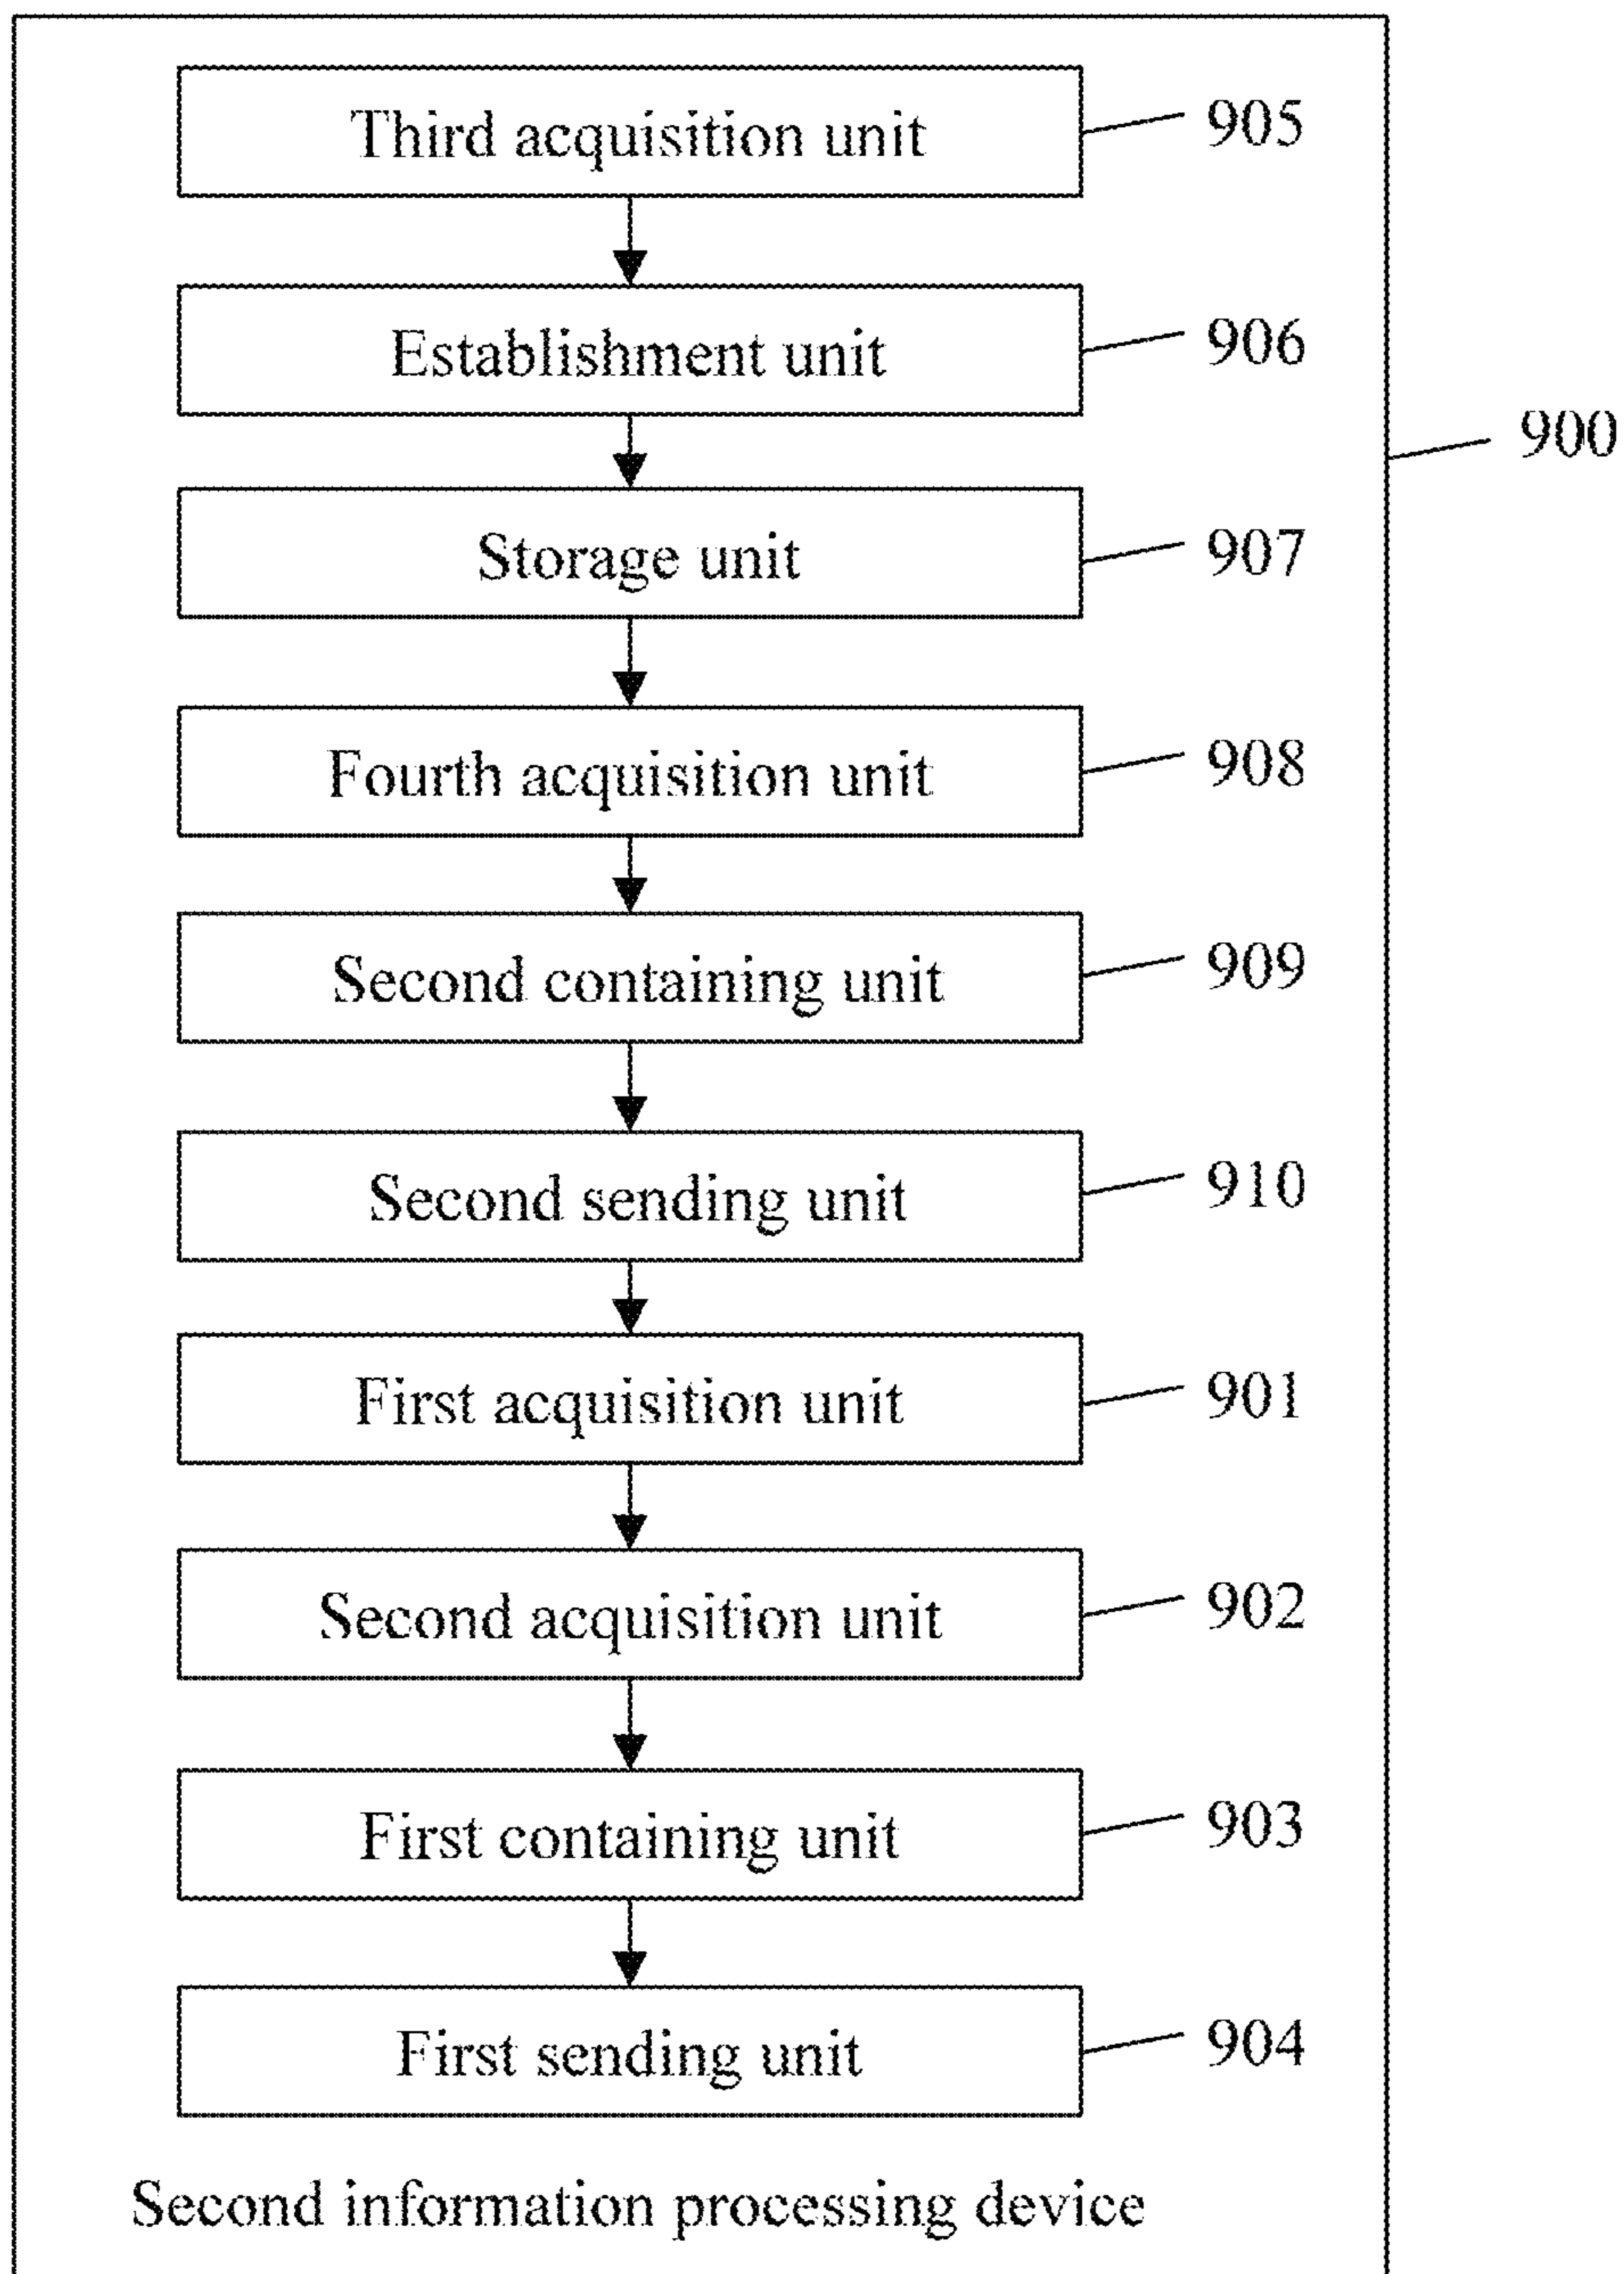 Third acquisition unit 905
Establishment unit 906
900
Storage unit 907
Fourth acquisition unit 908
Second containing unit 909
Second sending unit 910
First acquisition unit 901
Second acquisition unit 902
First containing unit 903
First sending unit 904
Second information processing device